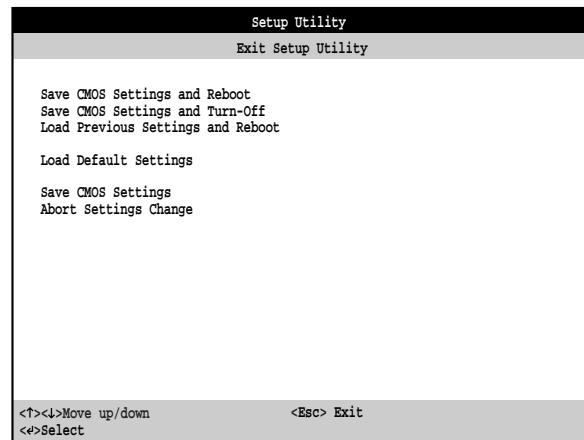 Setup Utility
Exit Setup Utility
Save CMOS Settings and Reboot
Save CMOS Settings and Turn-Off
Load Previous Settings and Reboot
Load Default Settings
Save CMOS Settings
Abort Settings Change
<↑><↓>Move up/down <Esc> Exit
<↵>Select